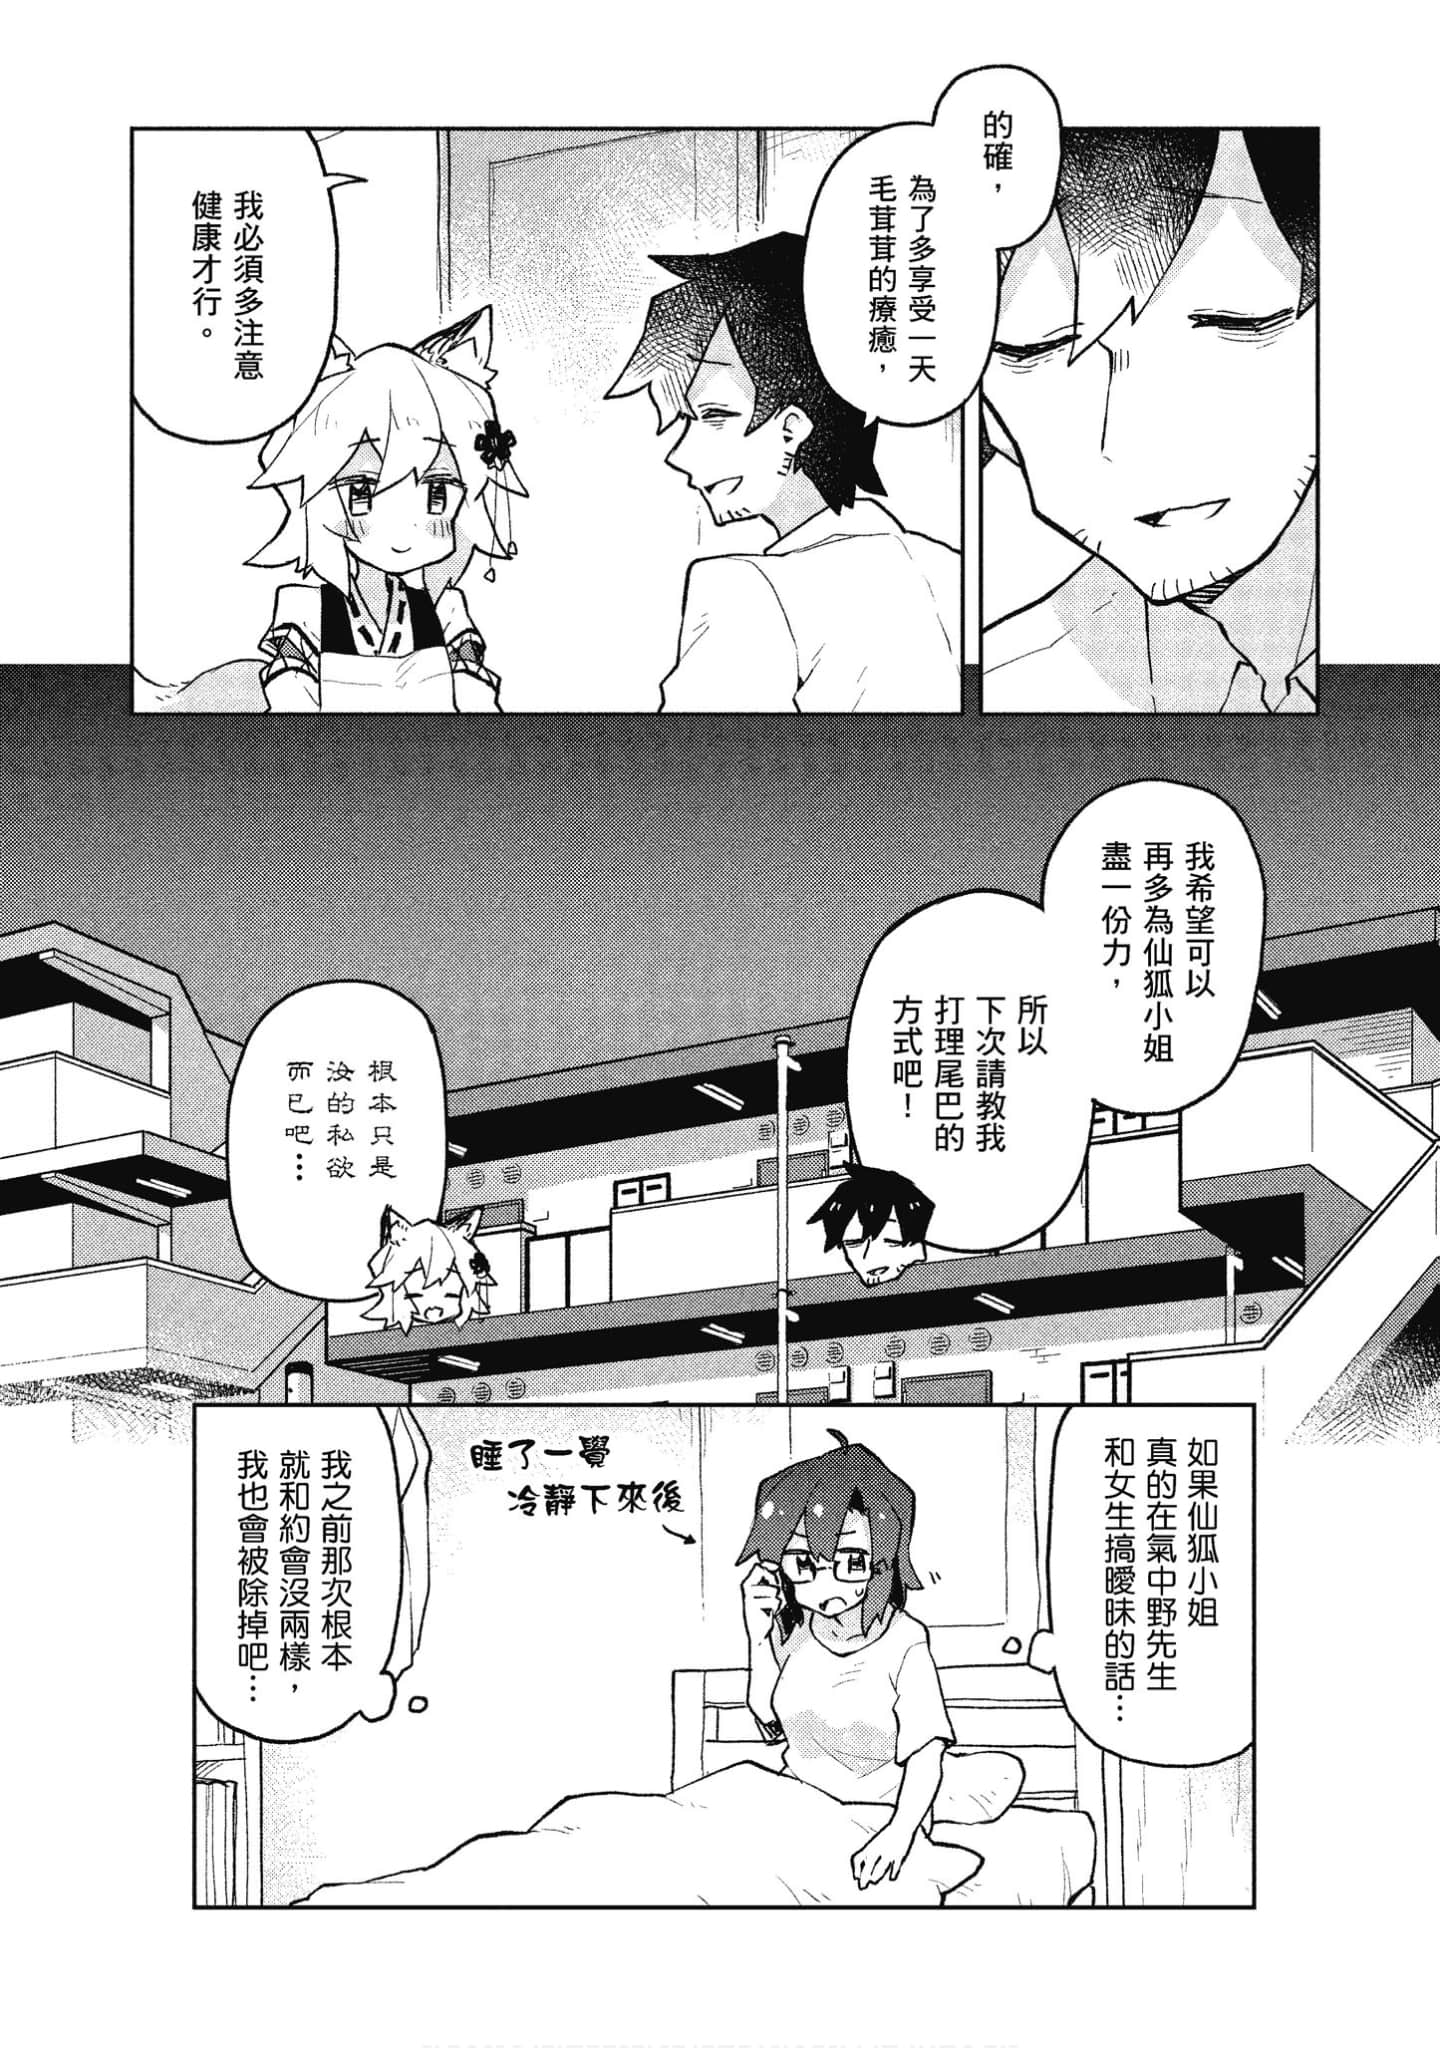 的確，
為了多享受一天
毛茸茸的療癒，
我必須多注意
健康才行。
我希望可以
再多為仙狐小姐
盡一份力，
所以
下次請教我
打理尾巴的
方式吧！
根本只是
汝的私欲
而已吧…
如果仙狐小姐
真的在氣中野先生
和女生搞曖昧的話…
睡了一覺
冷靜下來後
我之前那次根本
就和約會沒兩樣，
我也會被除掉吧…